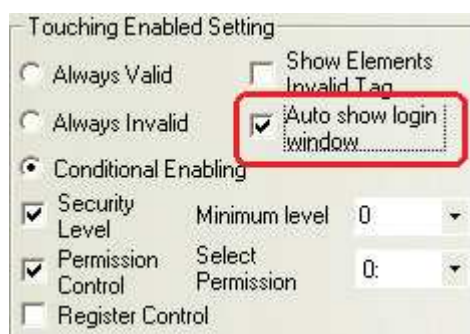 Touching Enabled Setting
Always Valid
Show Elements
Invalid Tag
Always Invalid
Auto show login
window
Conditional Enabling
Security
Level
Minimum level
0
Permission
Control
Select
Permission
0:
Register Control